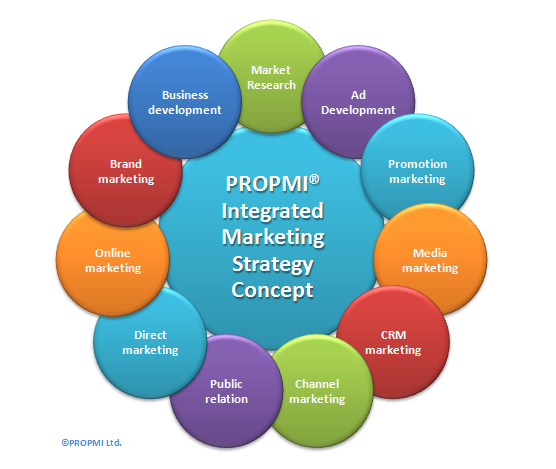 Market
Research
Ad
Development
Promotion
marketing
Media
marketing
CRM
marketing
Channel
marketing
Public
relation
Direct
marketing
Online
marketing
Brand
marketing
Business
development
PROPMI®
Integrated
Marketing
Strategy
Concept
©PROPMI Ltd.